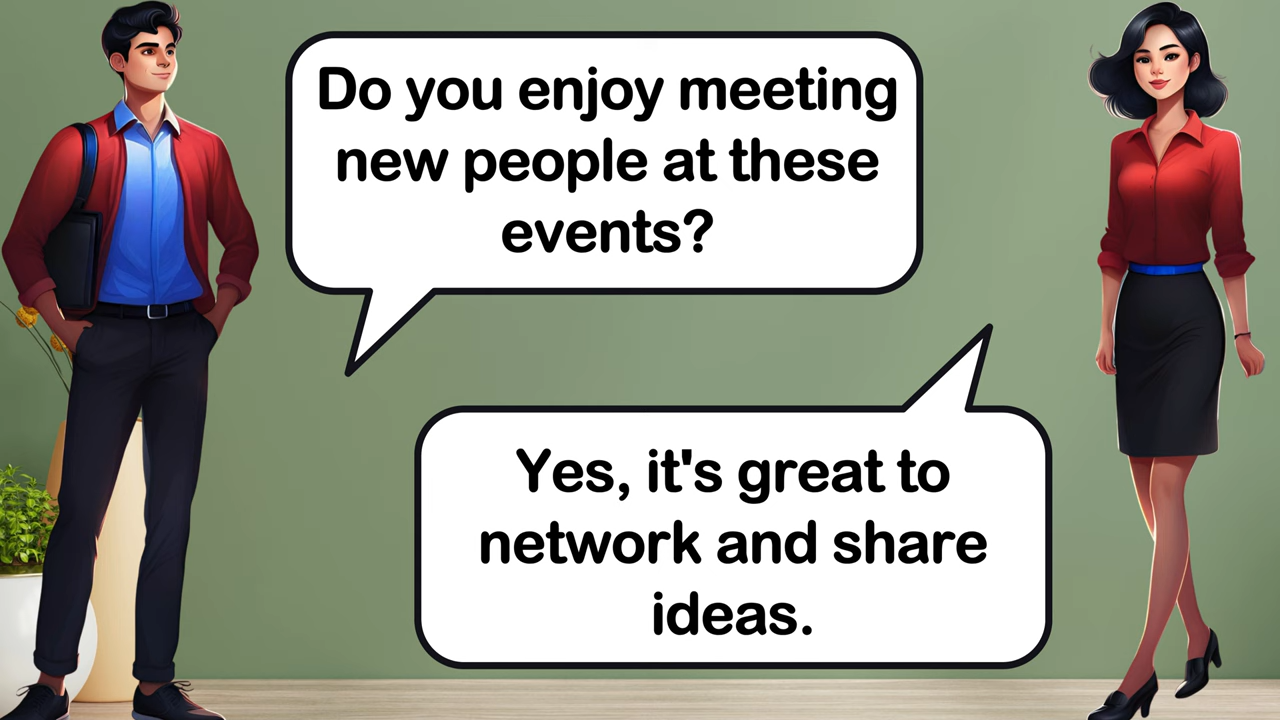 Do you enjoy meeting
new people at these
events?
Yes, it's great to
network and share
ideas.